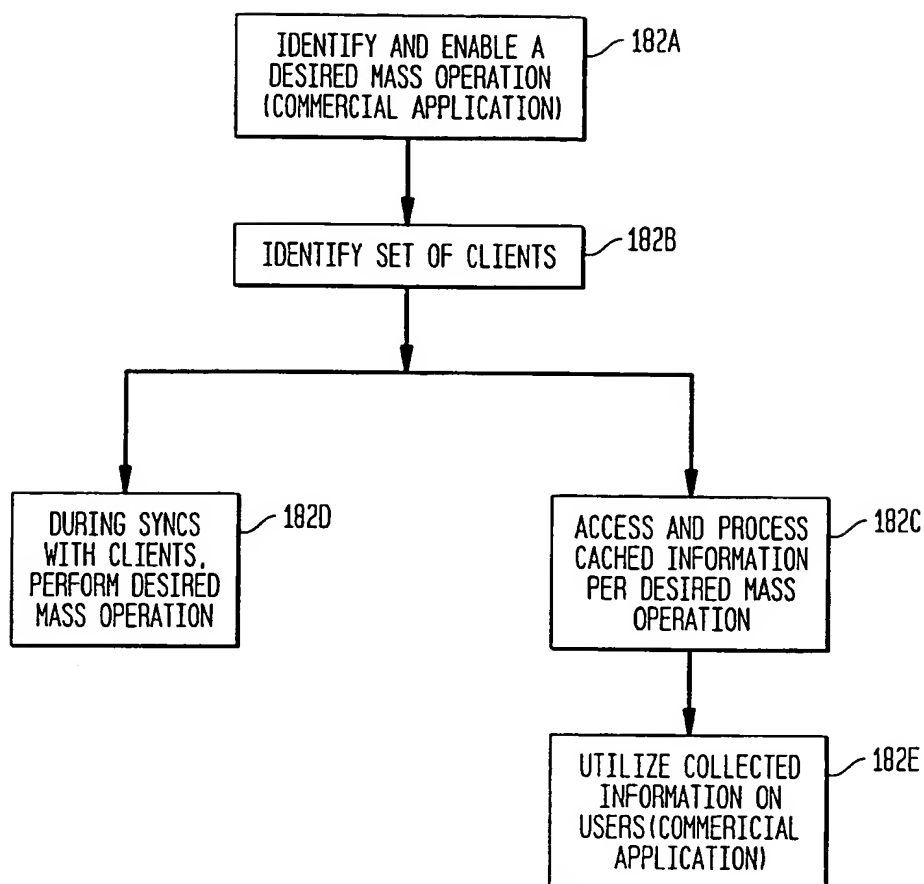 IDENTIFY AND ENABLE A
DESIRED MASS OPERATION
(COMMERCIAL APPLICATION)
182A
IDENTIFY SET OF CLIENTS
182B
DURING SYNCS
WITH CLIENTS,
PERFORM DESIRED
MASS OPERATION
182D
ACCESS AND PROCESS
CACHED INFORMATION
PER DESIRED MASS
OPERATION
182C
UTILIZE COLLECTED
INFORMATION ON
USERS(COMMERICIAL
APPLICATION)
182E